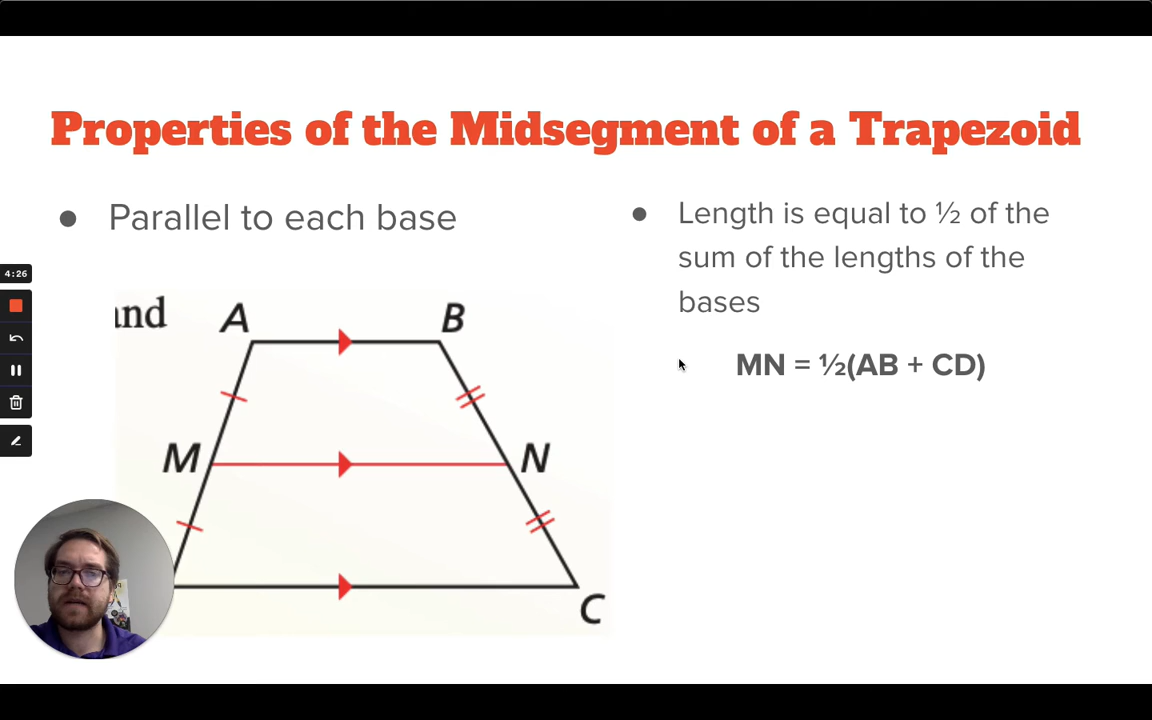 Properties of the Midsegment of a Trapezoid
● Parallel to each base
● Length is equal to ½ of the
sum of the lengths of the
bases
MN = ½(AB + CD)
4:26
and
A B
M N
C